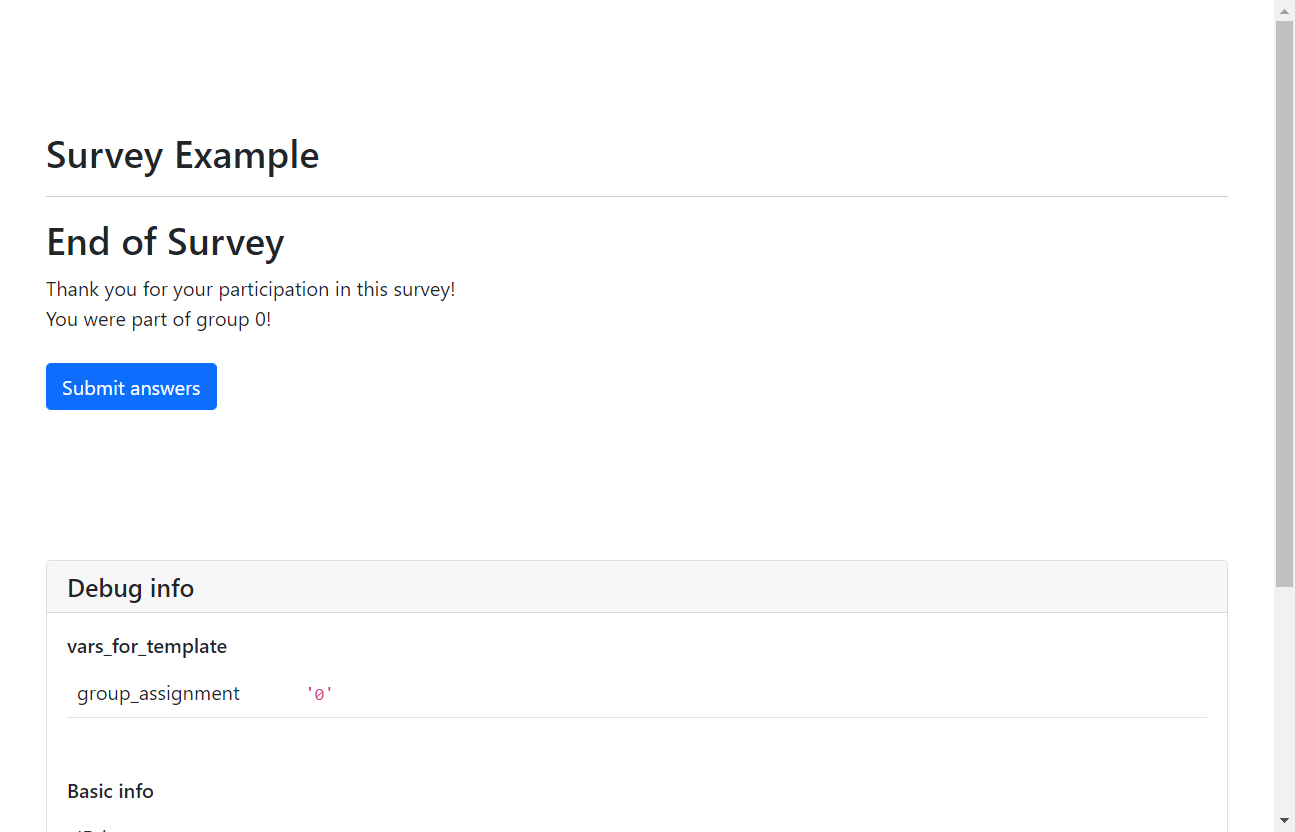 Survey Example
End of Survey
Thank you for your participation in this survey!
You were part of group 0!
Submit answers
Debug info
vars_for_template
group_assignment '0'
Basic info